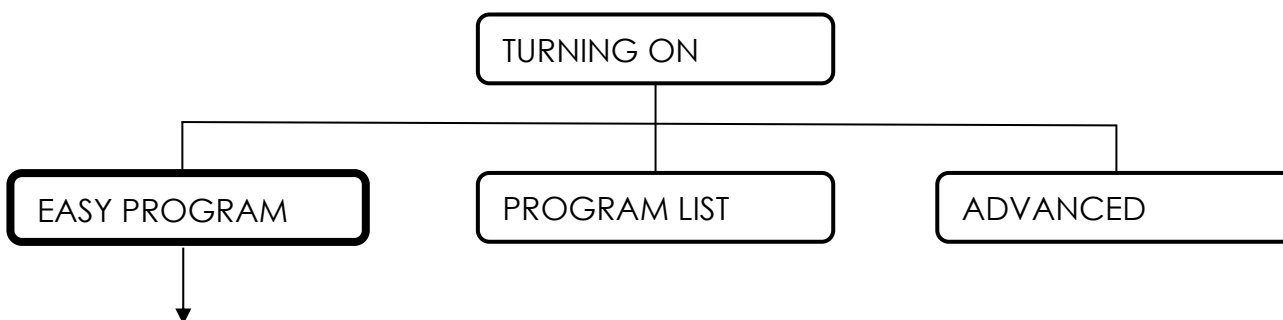 TURNING ON
EASY PROGRAM
PROGRAM LIST
ADVANCED